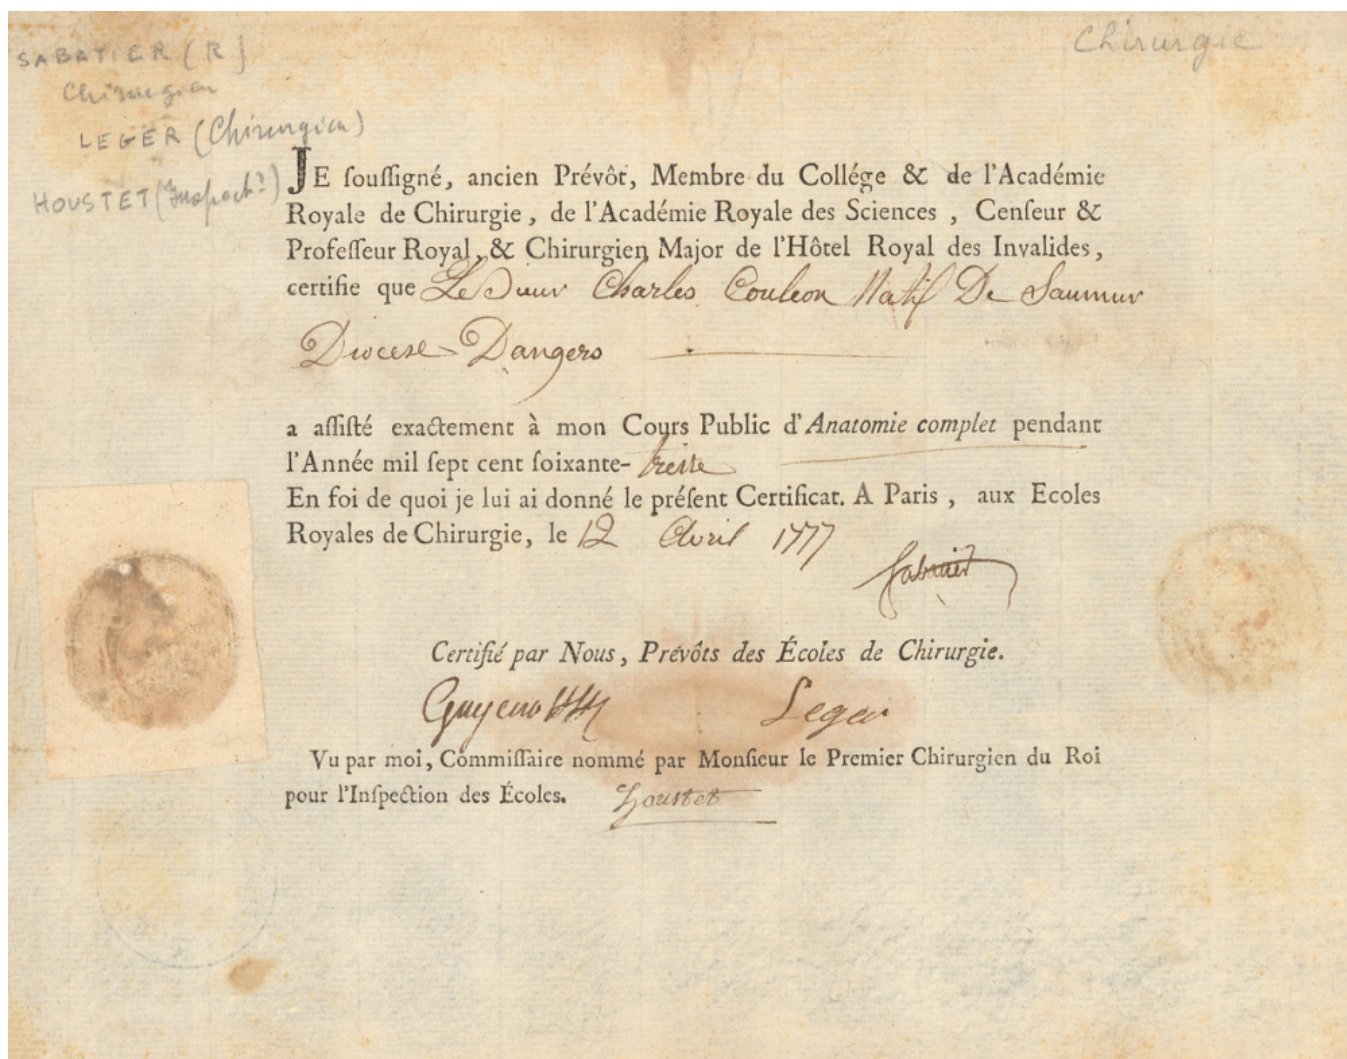 Chirurgie
SABATIER (R)
Chirurgien
LEGER (Chirurgien)
HOUSTET (Inspect?)
JE souſſigné, ancien Prévôt, Membre du Collége & de l'Académie
Royale de Chirurgie, de l'Académie Royale des Sciences, Cenſeur &
Profeſſeur Royal, & Chirurgien Major de l'Hôtel Royal des Invalides,
certifie que Le Sieur Charles Couleon Natif De Saumur
Diocese Dangers
a aſſiſté exactement à mon Cours Public d'Anatomie complet pendant
l'Année mil ſept cent ſoixante-treize
En foi de quoi je lui ai donné le préſent Certificat. A Paris, aux Ecoles
Royales de Chirurgie, le 12 Avril 1777
Sabatier
Certifié par Nous, Prévôts des Écoles de Chirurgie.
Leger
Vu par moi, Commiſſaire nommé par Monſieur le Premier Chirurgien du Roi
pour l'Inſpection des Écoles. Houstet